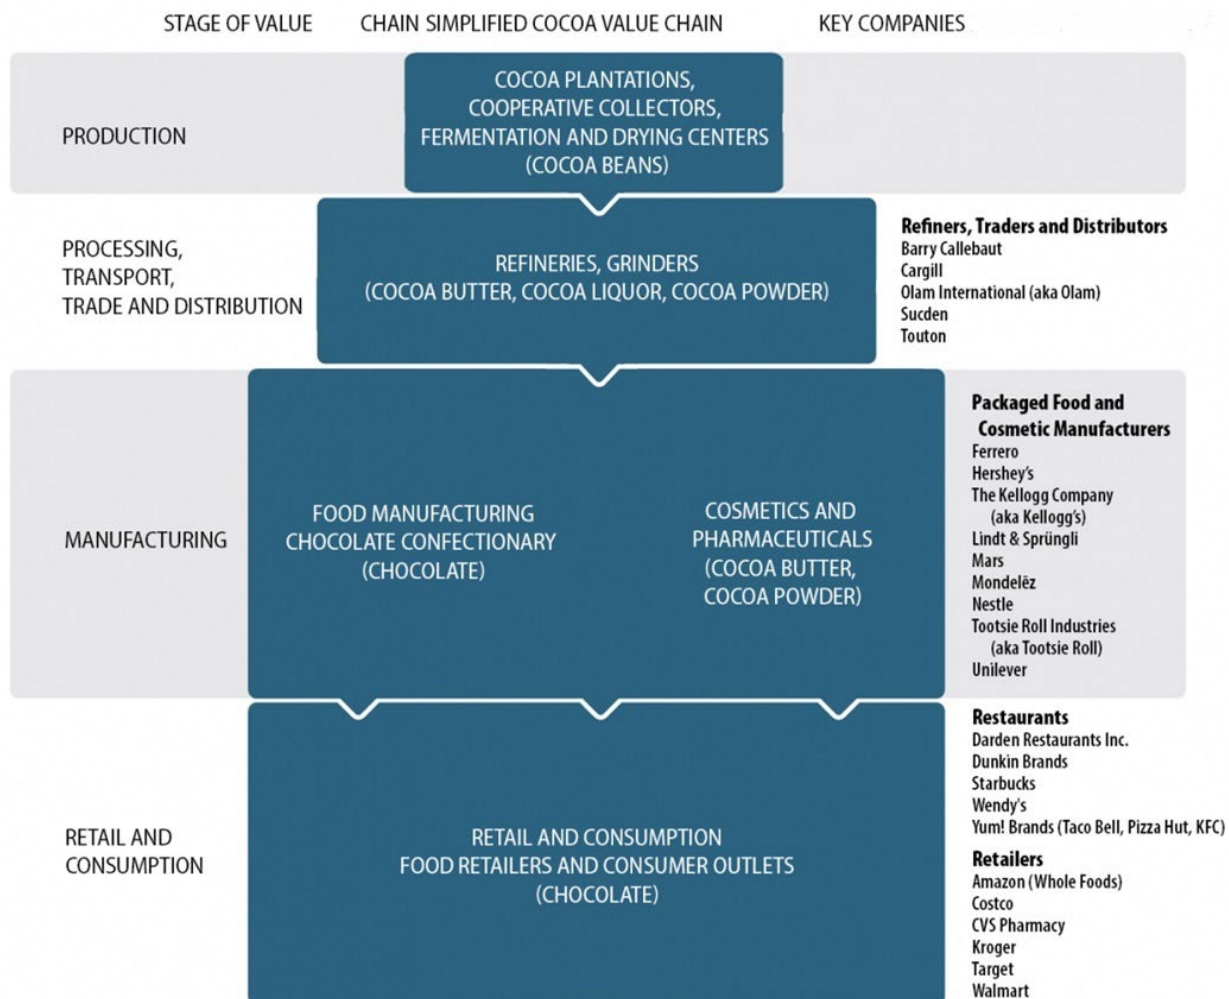 STAGE OF VALUE CHAIN SIMPLIFIED COCOA VALUE CHAIN KEY COMPANIES
PRODUCTION
COCOA PLANTATIONS,
COOPERATIVE COLLECTORS,
FERMENTATION AND DRYING CENTERS
(COCOA BEANS)
PROCESSING,
TRANSPORT,
TRADE AND DISTRIBUTION
REFINERIES, GRINDERS
(COCOA BUTTER, COCOA LIQUOR, COCOA POWDER)
Refiners, Traders and Distributors
Barry Callebaut
Cargill
Olam International (aka Olam)
Sucden
Touton
MANUFACTURING
FOOD MANUFACTURING
CHOCOLATE CONFECTIONARY
(CHOCOLATE)
COSMETICS AND
PHARMACEUTICALS
(COCOA BUTTER,
COCOA POWDER)
Packaged Food and
Cosmetic Manufacturers
Ferrero
Hershey's
The Kellogg Company
(aka Kellogg's)
Lindt & Sprüngli
Mars
Mondelēz
Nestle
Tootsie Roll Industries
(aka Tootsie Roll)
Unilever
RETAIL AND
CONSUMPTION
RETAIL AND CONSUMPTION
FOOD RETAILERS AND CONSUMER OUTLETS
(CHOCOLATE)
Restaurants
Darden Restaurants Inc.
Dunkin Brands
Starbucks
Wendy's
Yum! Brands (Taco Bell, Pizza Hut, KFC)
Retailers
Amazon (Whole Foods)
Costco
CVS Pharmacy
Kroger
Target
Walmart